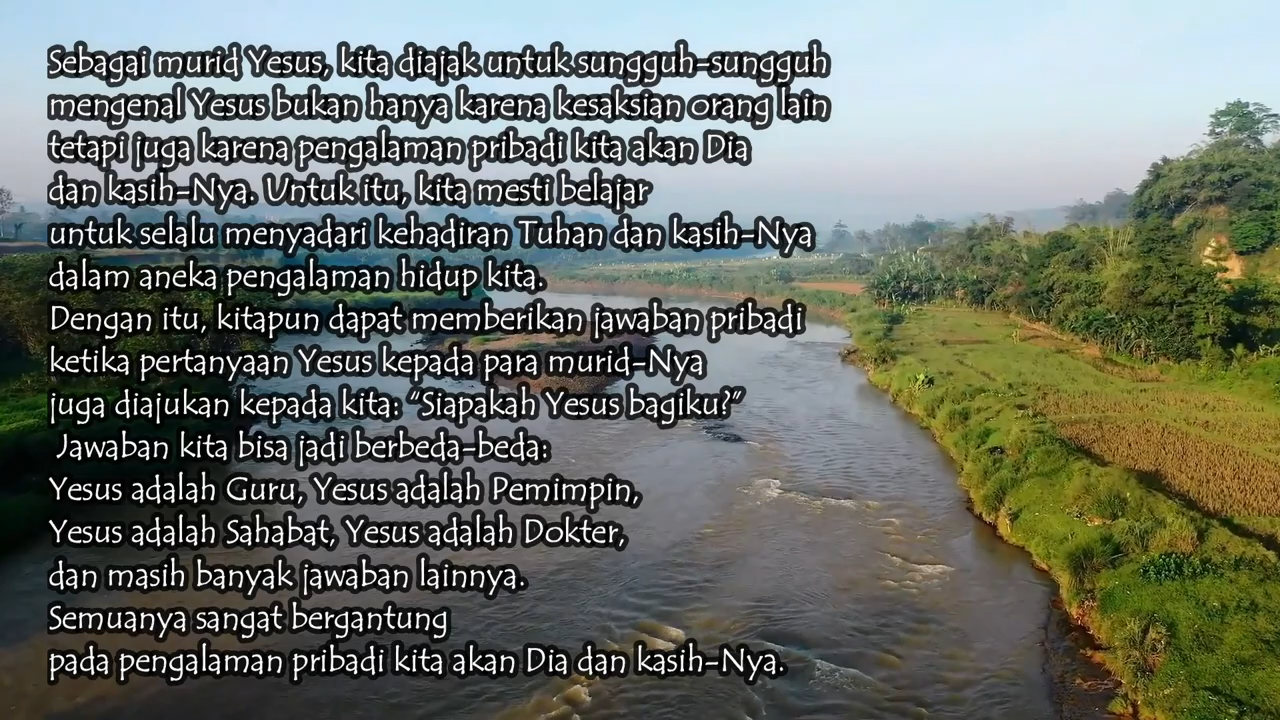 Sebagai murid Yesus, kita diajak untuk sungguh-sungguh
mengenal Yesus bukan hanya karena kesaksian orang lain
tetapi juga karena pengalaman pribadi kita akan Dia
dan kasih-Nya. Untuk itu, kita mesti belajar
untuk selalu menyadari kehadiran Tuhan dan kasih-Nya
dalam aneka pengalaman hidup kita.
Dengan itu, kitapun dapat memberikan jawaban pribadi
ketika pertanyaan Yesus kepada para murid-Nya
juga diajukan kepada kita: “Siapakah Yesus bagiku?”
Jawaban kita bisa jadi berbeda-beda:
Yesus adalah Guru, Yesus adalah Pemimpin,
Yesus adalah Sahabat, Yesus adalah Dokter,
dan masih banyak jawaban lainnya.
Semuanya sangat bergantung
pada pengalaman pribadi kita akan Dia dan kasih-Nya.